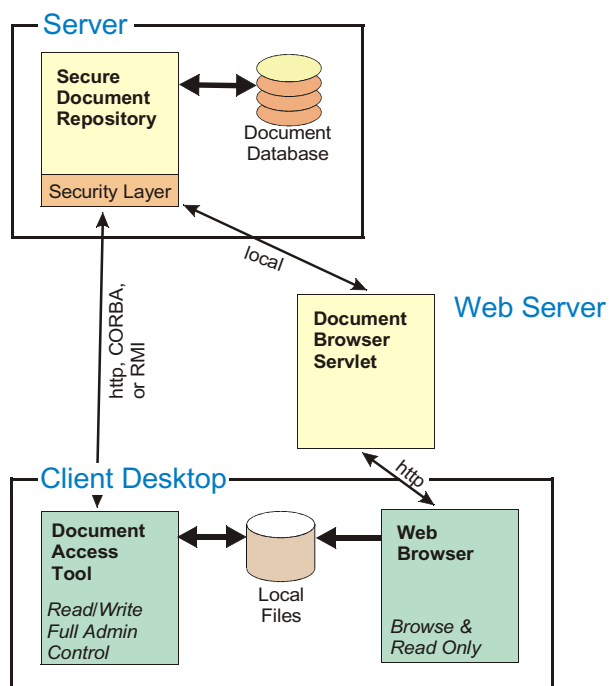 Server
Secure
Document
Repository
Security Layer
Document
Database
local
http, CORBA,
or RMI
Web Server
Document
Browser
Servlet
http
Client Desktop
Document
Access
Tool
Read/Write
Full Admin
Control
Local
Files
Web
Browser
Browse &
Read Only